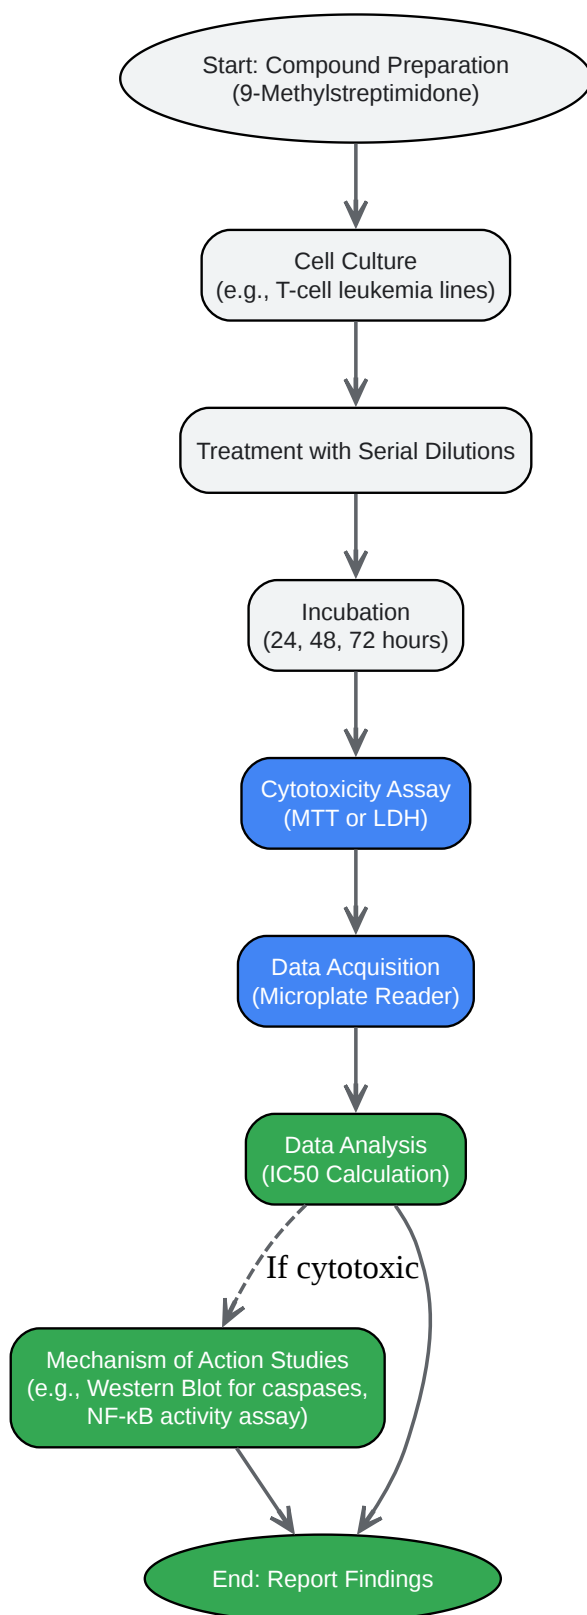 Start: Compound Preparation
(9-Methylstreptimidone)
Cell Culture
(e.g., T-cell leukemia lines)
Treatment with Serial Dilutions
Incubation
(24, 48, 72 hours)
Cytotoxicity Assay
(MTT or LDH)
Data Acquisition
(Microplate Reader)
Data Analysis
(IC50 Calculation)
If cytotoxic
Mechanism of Action Studies
(e.g., Western Blot for caspases,
NF-κB activity assay)
End: Report Findings